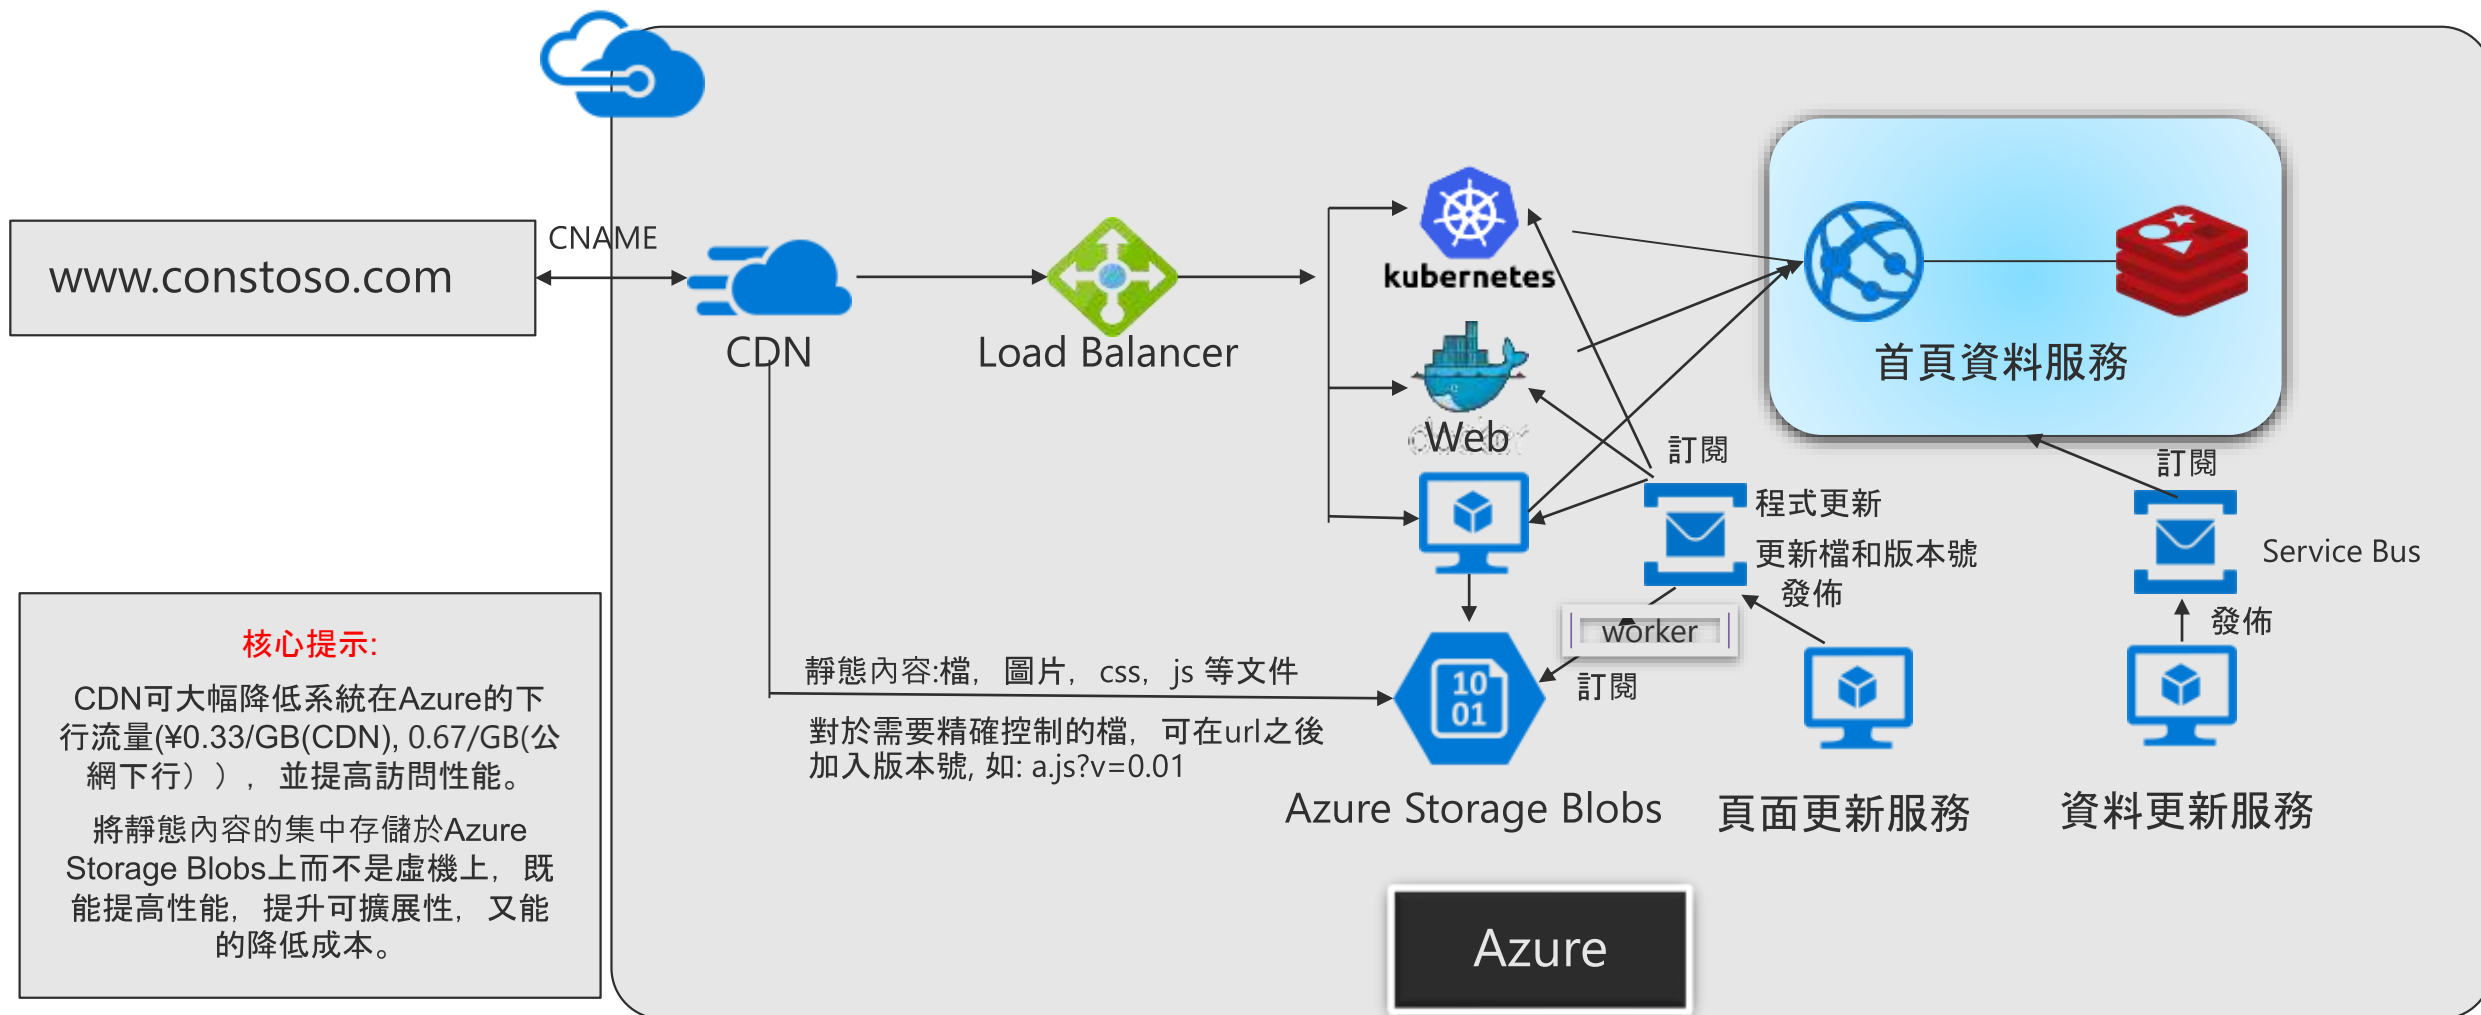 www.constoso.com
CNAME
CDN
Load Balancer
kubernetes
Web
首頁資料服務
訂閱
程式更新
更新檔和版本號
發佈
訂閱
Service Bus
發佈
worker
訂閱
靜態內容:檔，圖片，css，js 等文件
對於需要精確控制的檔，可在url之後
加入版本號, 如: a.js?v=0.01
10
01
Azure Storage Blobs
頁面更新服務
資料更新服務
Azure
核心提示:
CDN可大幅降低系統在Azure的下
行流量(¥0.33/GB(CDN), 0.67/GB(公
網下行））， 並提高訪問性能。
將靜態內容的集中存儲於Azure
Storage Blobs上而不是虛機上，既
能提高性能，提升可擴展性，又能
的降低成本。